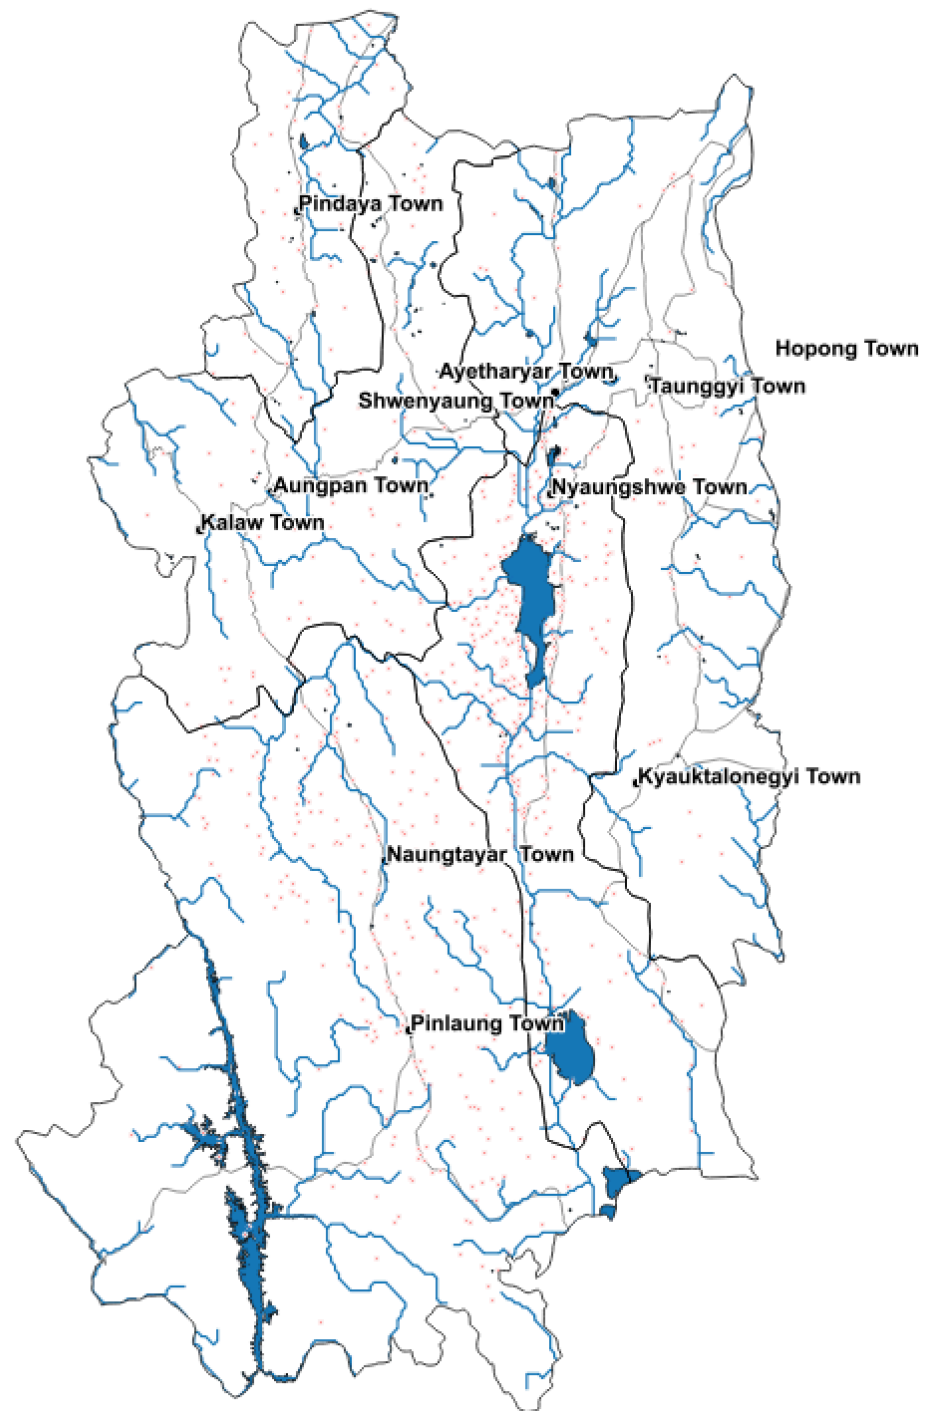 Pindaya Town
Hopong Town
Ayetharyar Town
Taunggyi Town
Shwenyaung Town
Aungpan Town
Nyaungshwe Town
Kalaw Town
Kyauktalonegyi Town
Naungtayar Town
Pinlaung Town